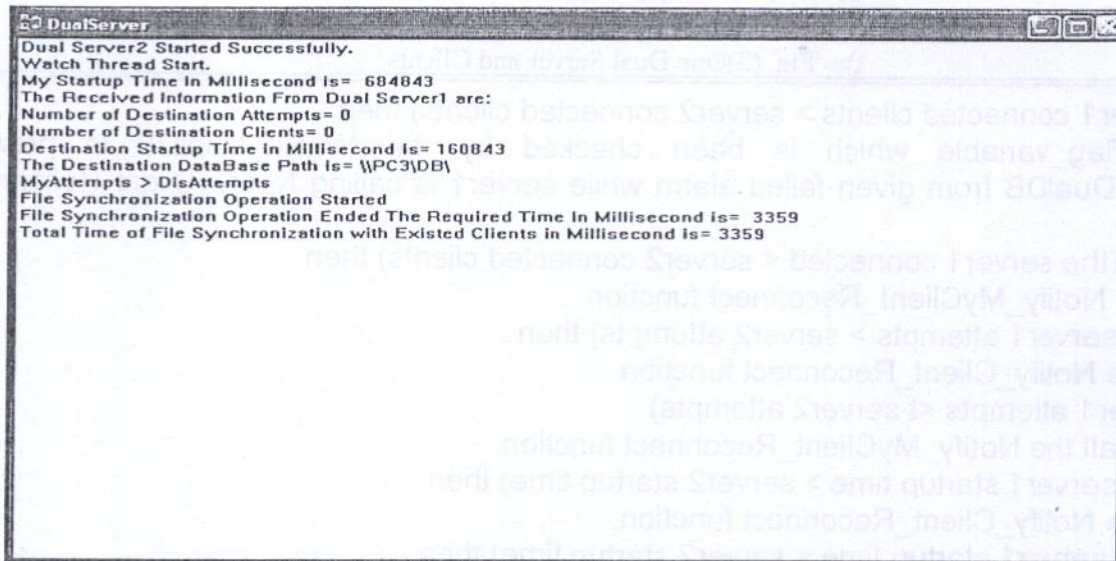 DualServer
Dual Server2 Started Successfully.
Watch Thread Start.
My Startup Time In Millisecond is= 684843
The Received Information From Dual Server1 are:
Number of Destination Attempts= 0
Number of Destination Clients= 0
Destination Startup Time In Millisecond is= 160843
The Destination DataBase Path is= \\PC3\DB\
MyAttempts > DisAttempts
File Synchronization Operation Started
File Synchronization Operation Ended The Required Time In Millisecond is= 3359
Total Time of File Synchronization with Existed Clients in Millisecond is= 3359